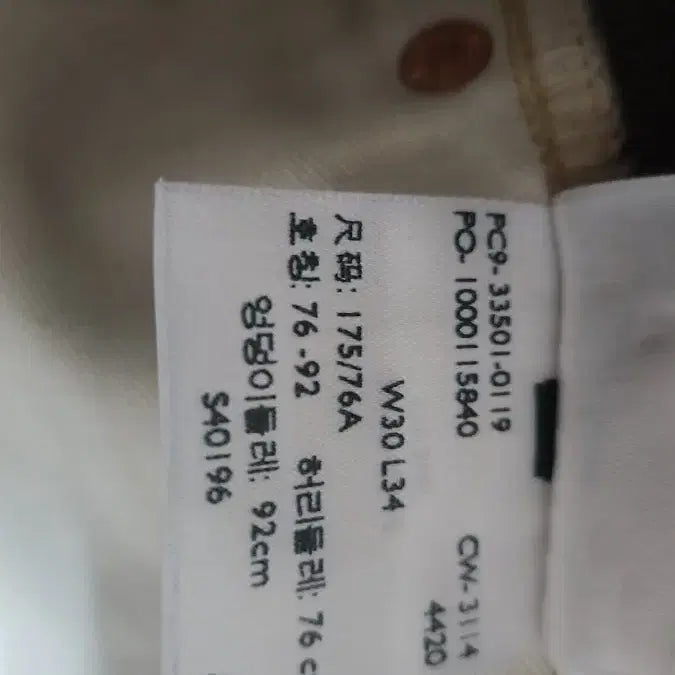 PC9-33501-0119
PO- 1000115840 CW-3114
4420
W30 L34
尺码: 175/76A
호칭: 76-92 허리둘레: 76 c
엉덩이둘레: 92cm
S40196